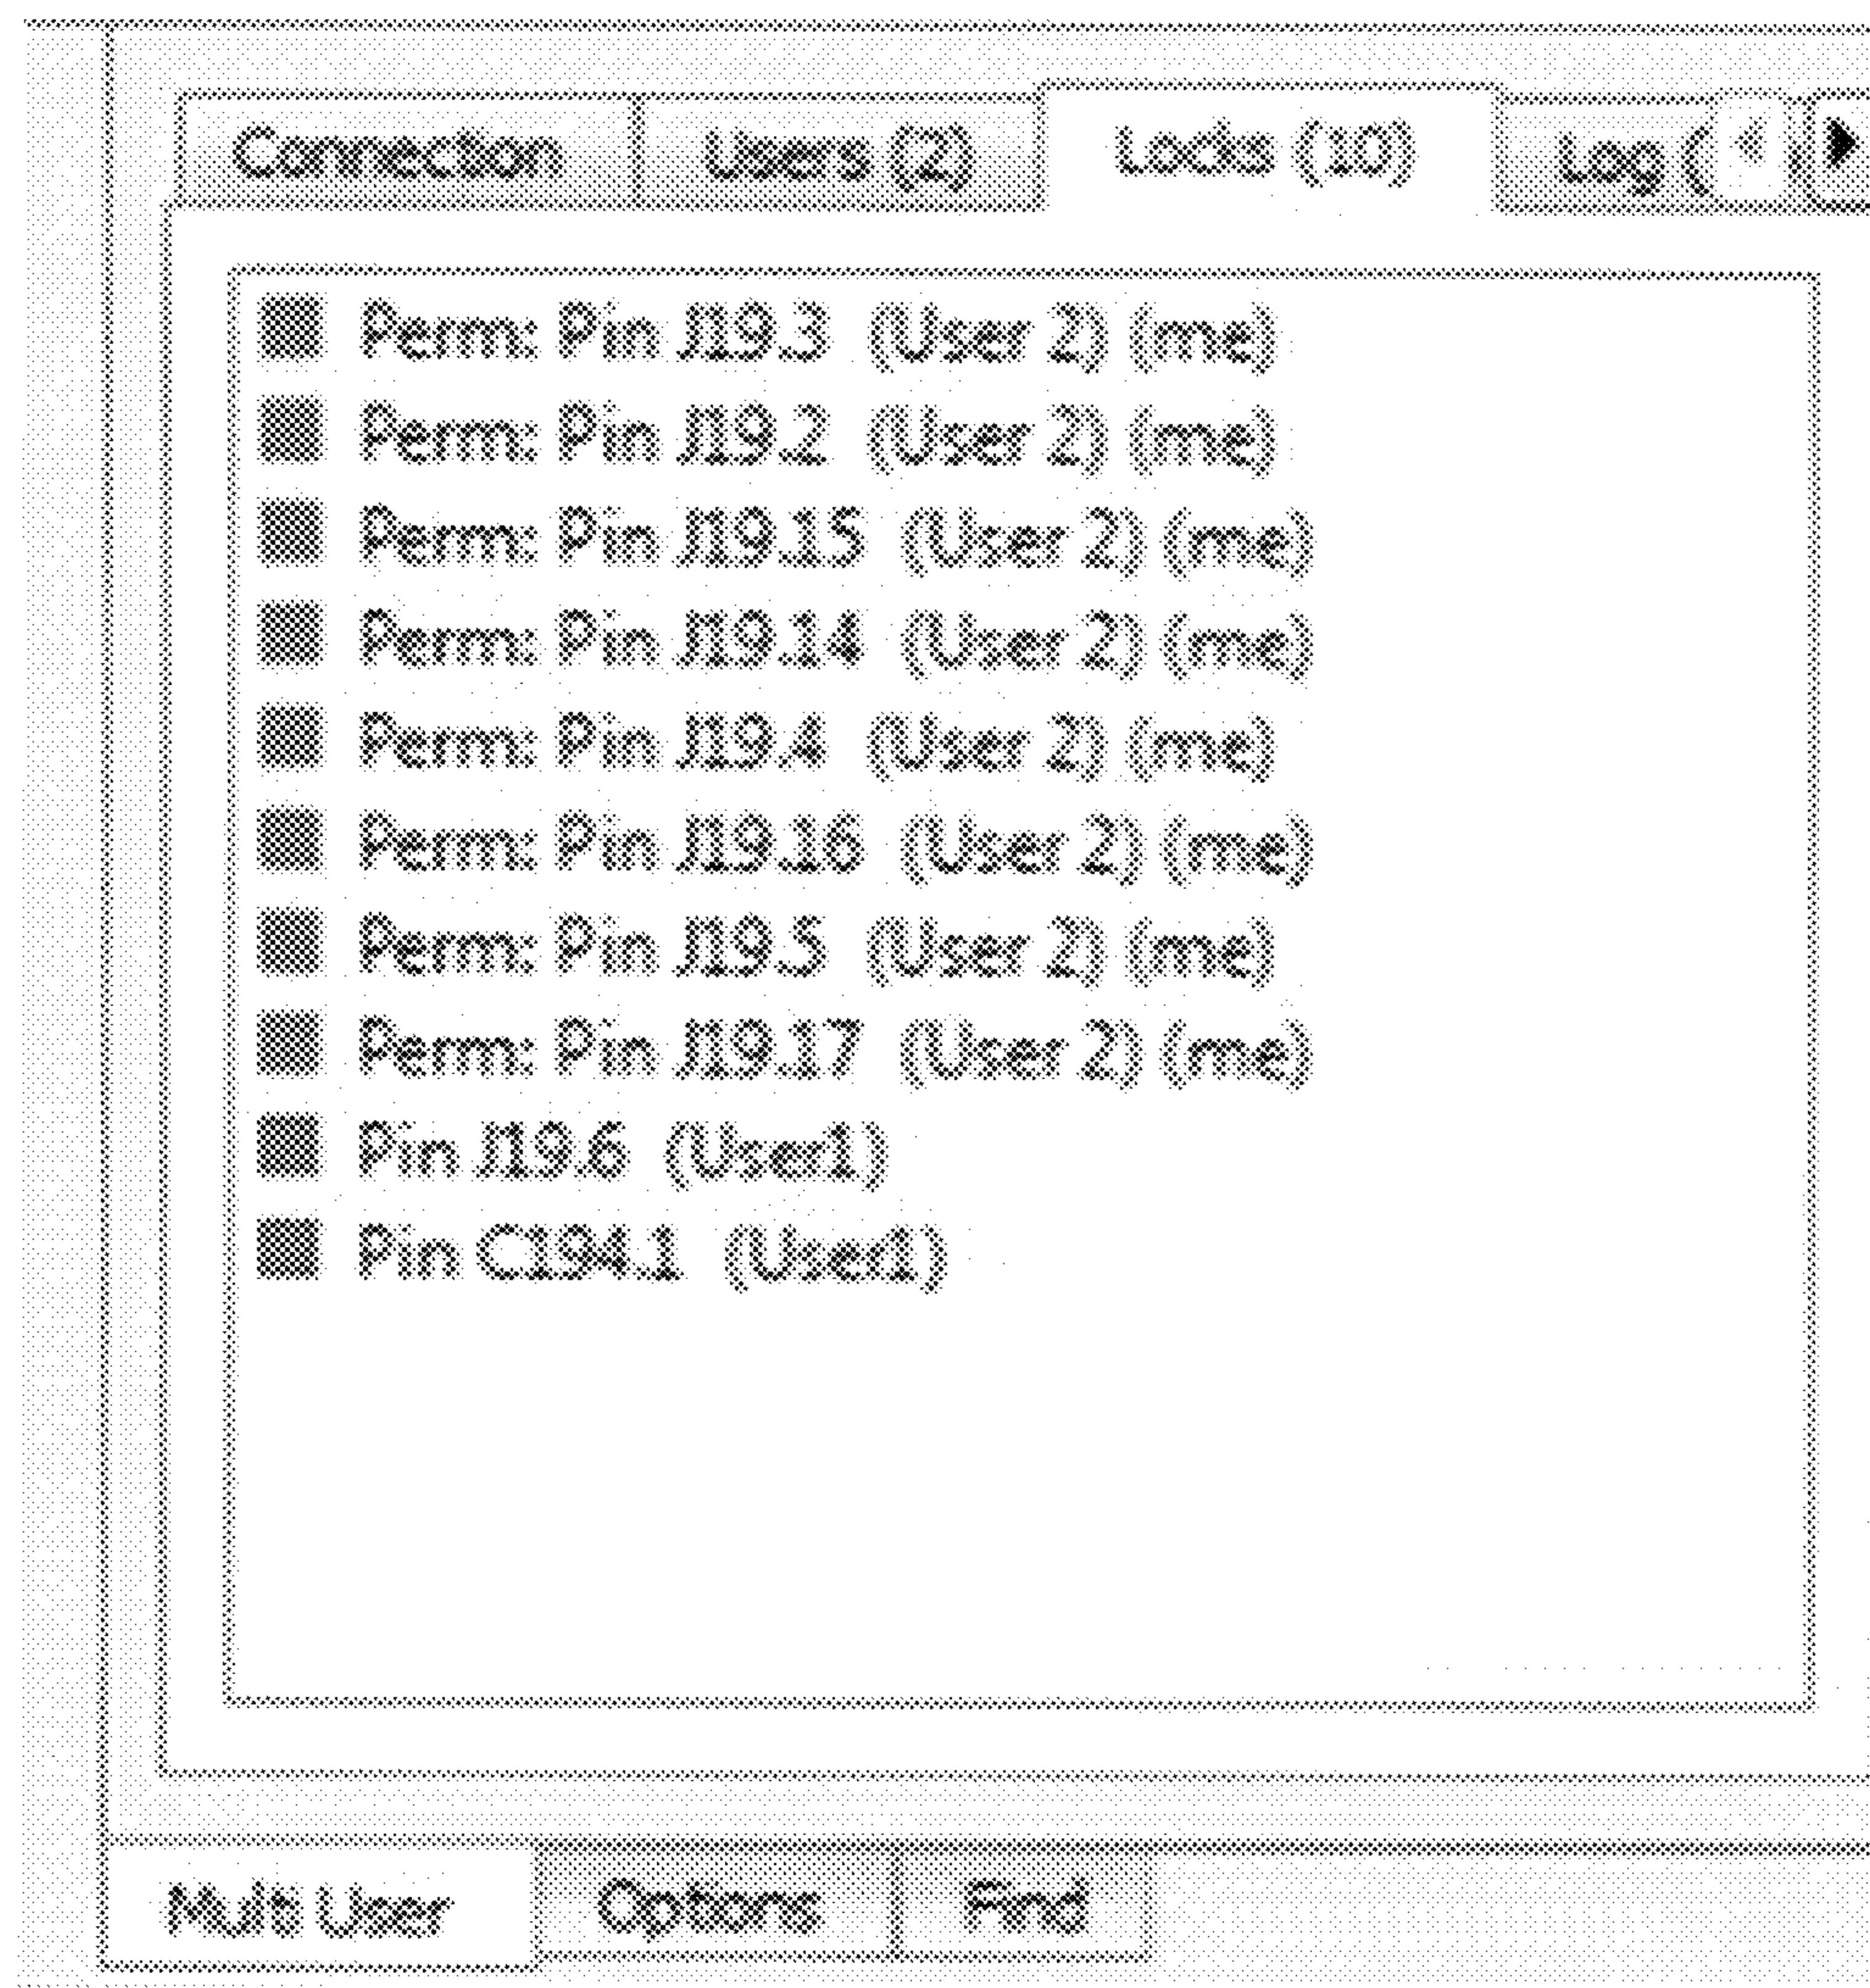 Connection Users (2) Locks (10) Log (
Perm: Pin J19.3 (User 2) (me)
Perm: Pin J19.2 (User 2) (me)
Perm: Pin J19.15 (User 2) (me)
Perm: Pin J19.14 (User 2) (me)
Perm: Pin J19.4 (User 2) (me)
Perm: Pin J19.16 (User 2) (me)
Perm: Pin J19.5 (User 2) (me)
Perm: Pin J19.17 (User 2) (me)
Pin J19.6 (User1)
Pin C194.1 (User1)
Multi User Options Find